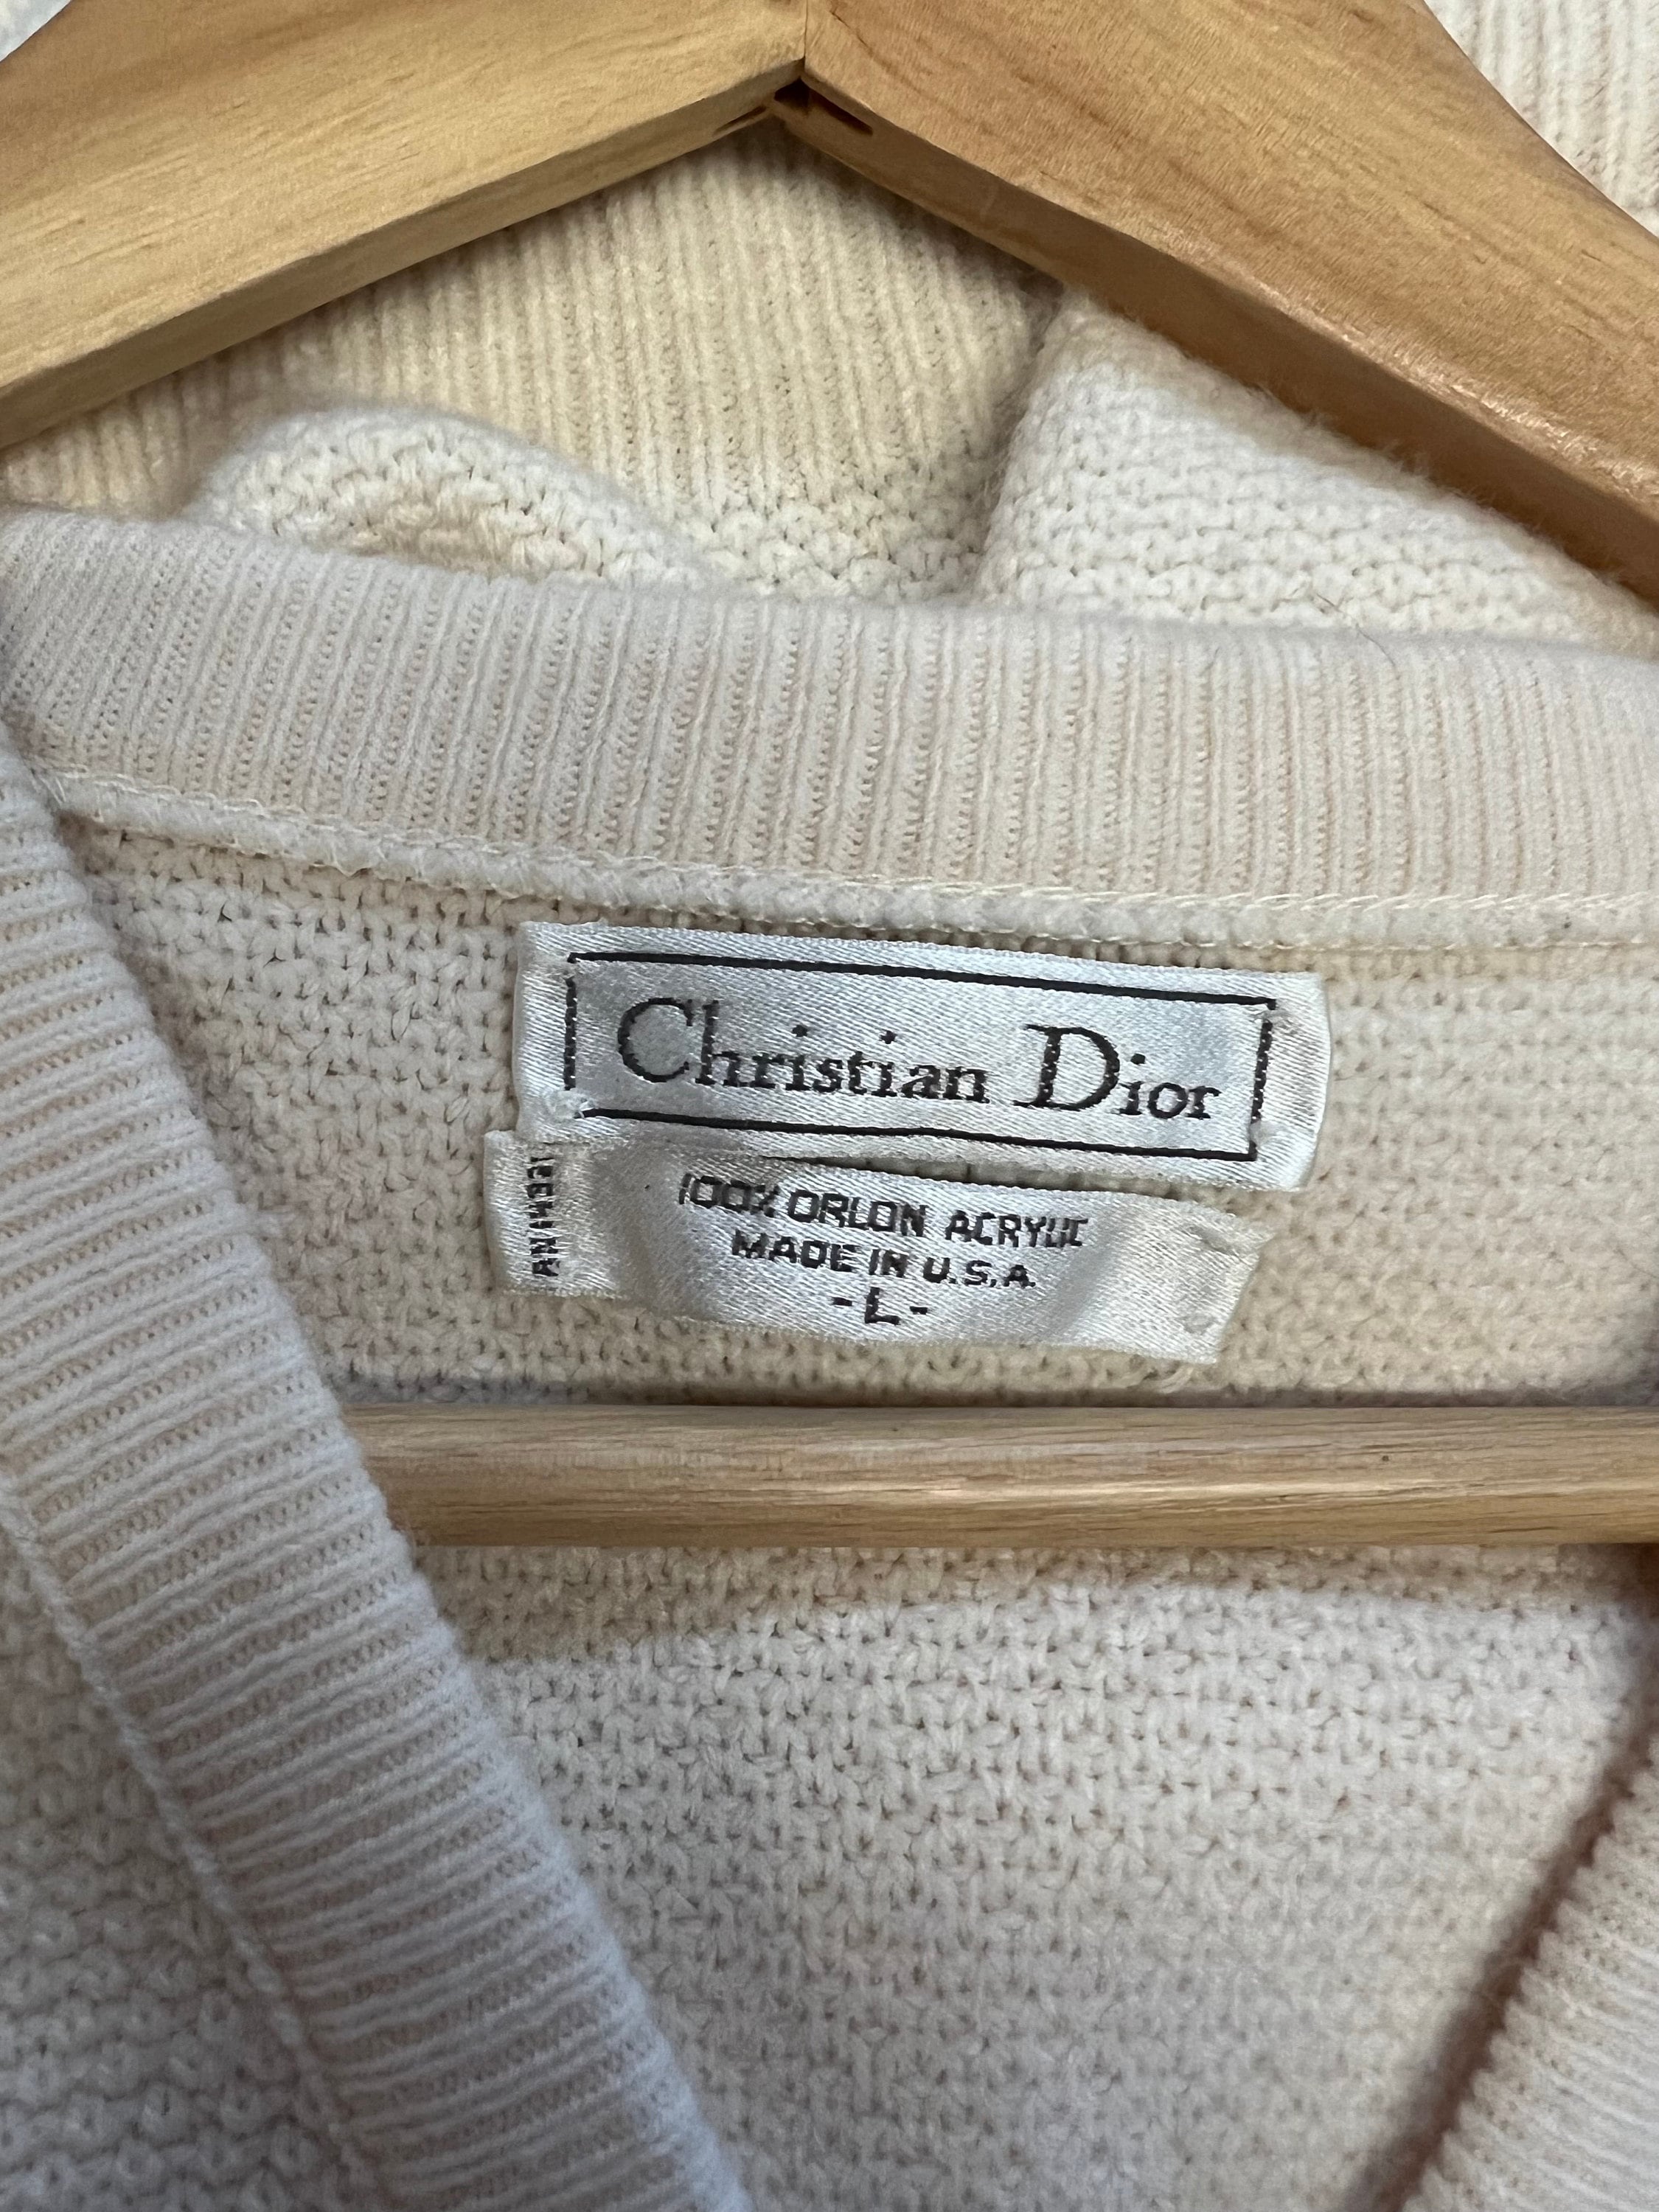 Christian Dior
100% ORLON ACRYLIC
MADE IN U.S.A.
-L-